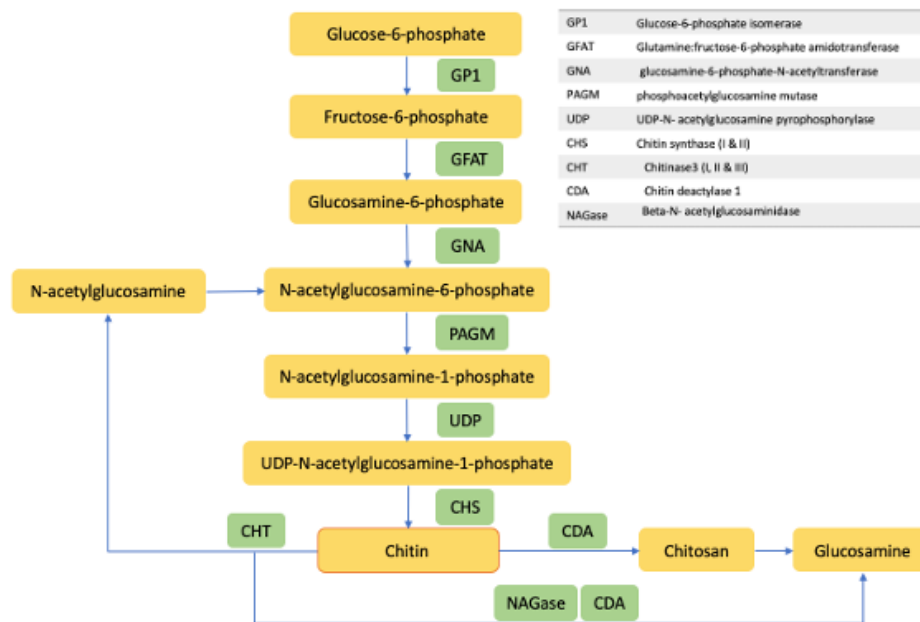 Glucose-6-phosphate
GP1
Fructose-6-phosphate
GFAT
Glucosamine-6-phosphate
GNA
N-acetylglucosamine
N-acetylglucosamine-6-phosphate
PAGM
N-acetylglucosamine-1-phosphate
UDP
UDP-N-acetylglucosamine-1-phosphate
CHS
CHT
Chitin
CDA
Chitosan
Glucosamine
NAGase
CDA
GP1 Glucose-6-phosphate isomerase
GFAT Glutamine:fructose-6-phosphate amidotransferase
GNA glucosamine-6-phosphate-N-acetyltransferase
PAGM phosphoacetylglucosamine mutase
UDP UDP-N- acetylglucosamine pyrophosphorylase
CHS Chitin synthase (I & II)
CHT Chitinase3 (I, II & III)
CDA Chitin deactylase 1
NAGase Beta-N- acetylglucosaminidase